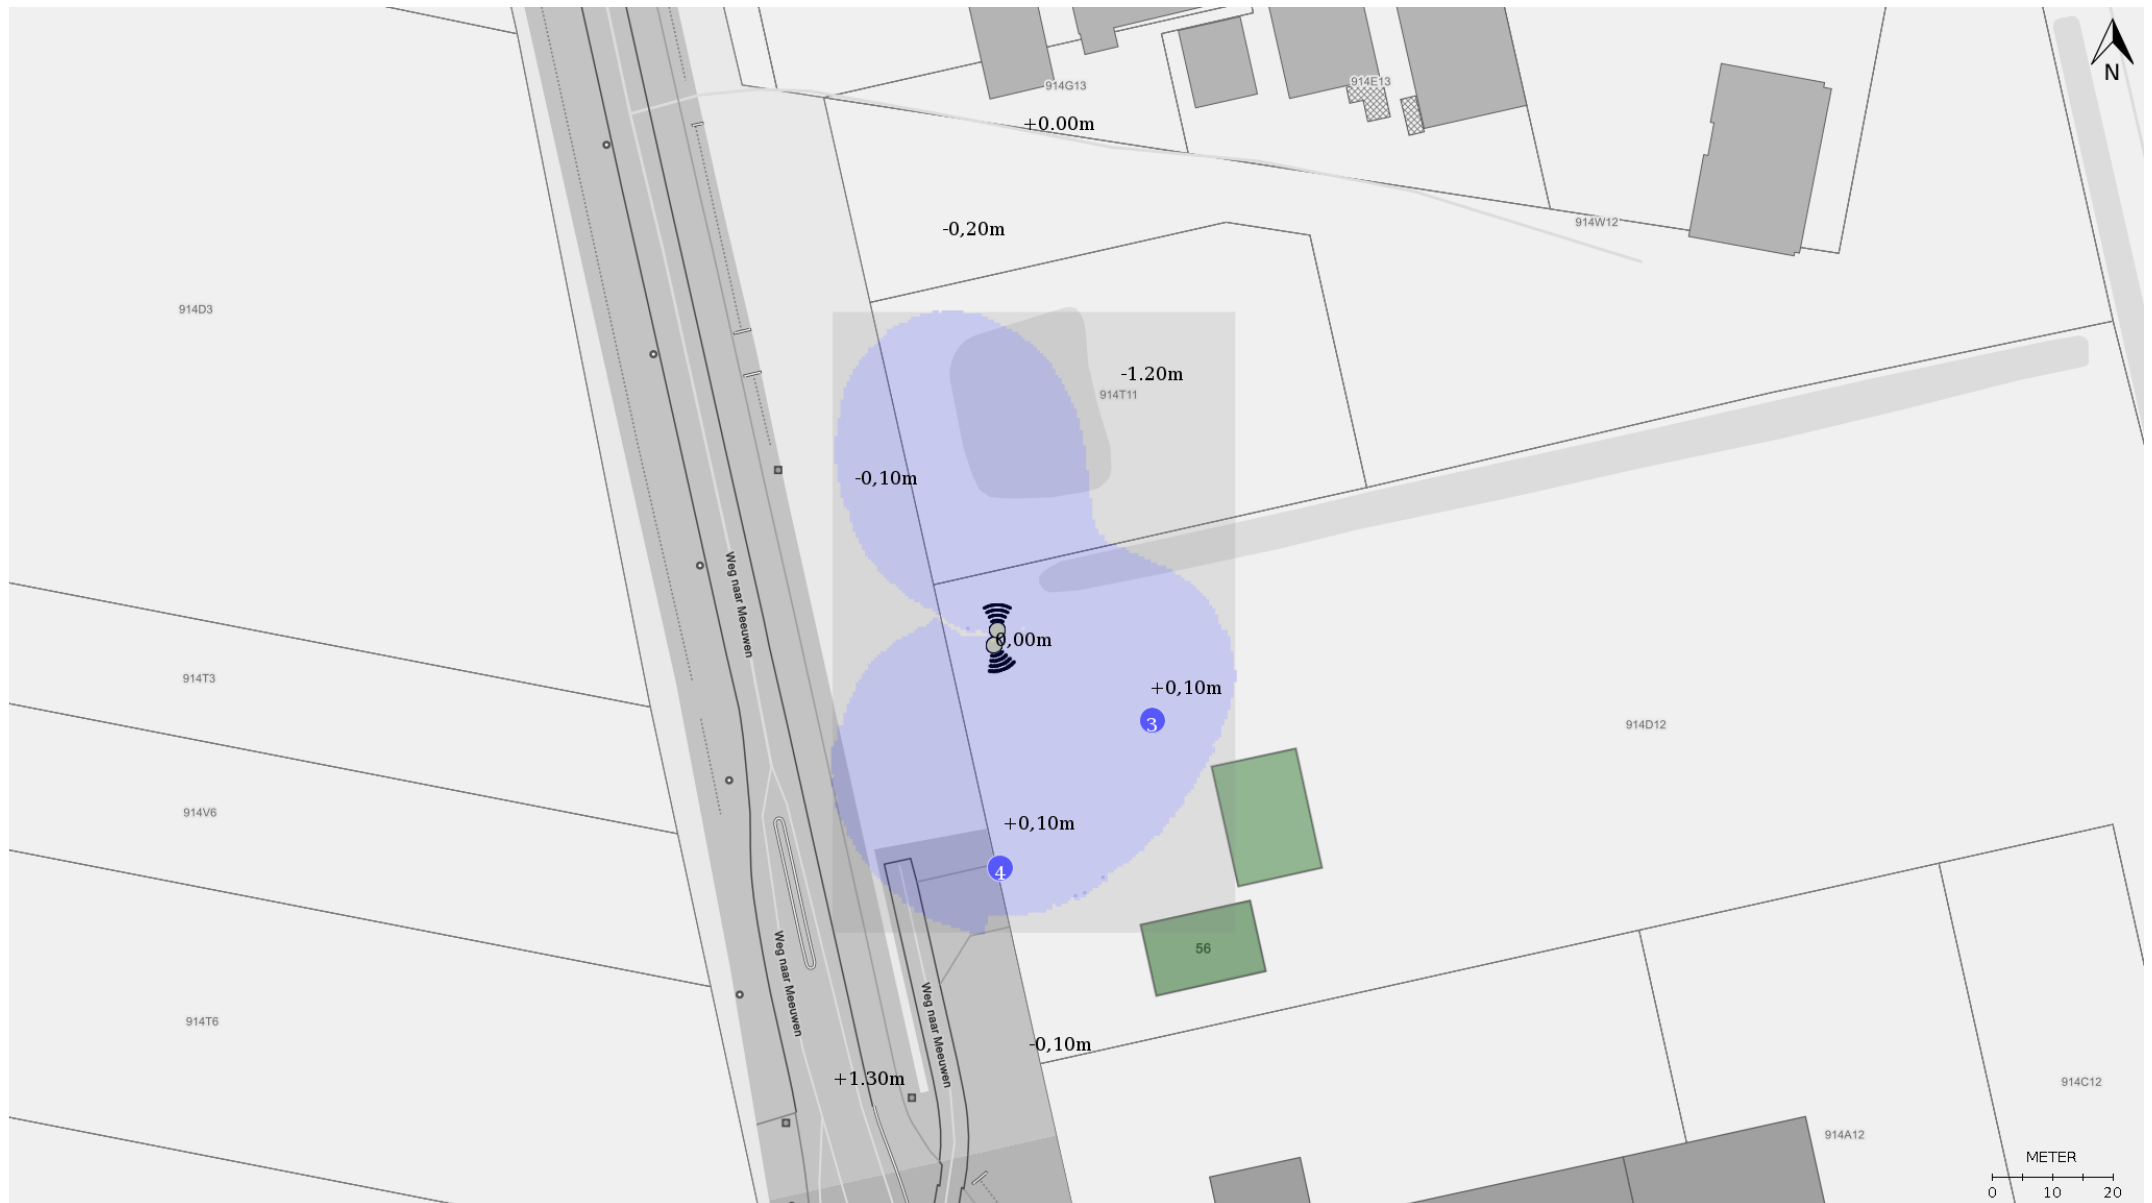 N
914G13
914E13
+0.00m
914W12
-0,20m
914D3
-1.20m
914T11
-0,10m
Weg naar Meeuwen
0,00m
914T3
+0,10m
3
914D12
914V6
+0,10m
4
56
Weg naar Meeuwen
Weg naar Meeuwen
914T6
-0,10m
+1.30m
914C12
914A12
METER
0 10 20